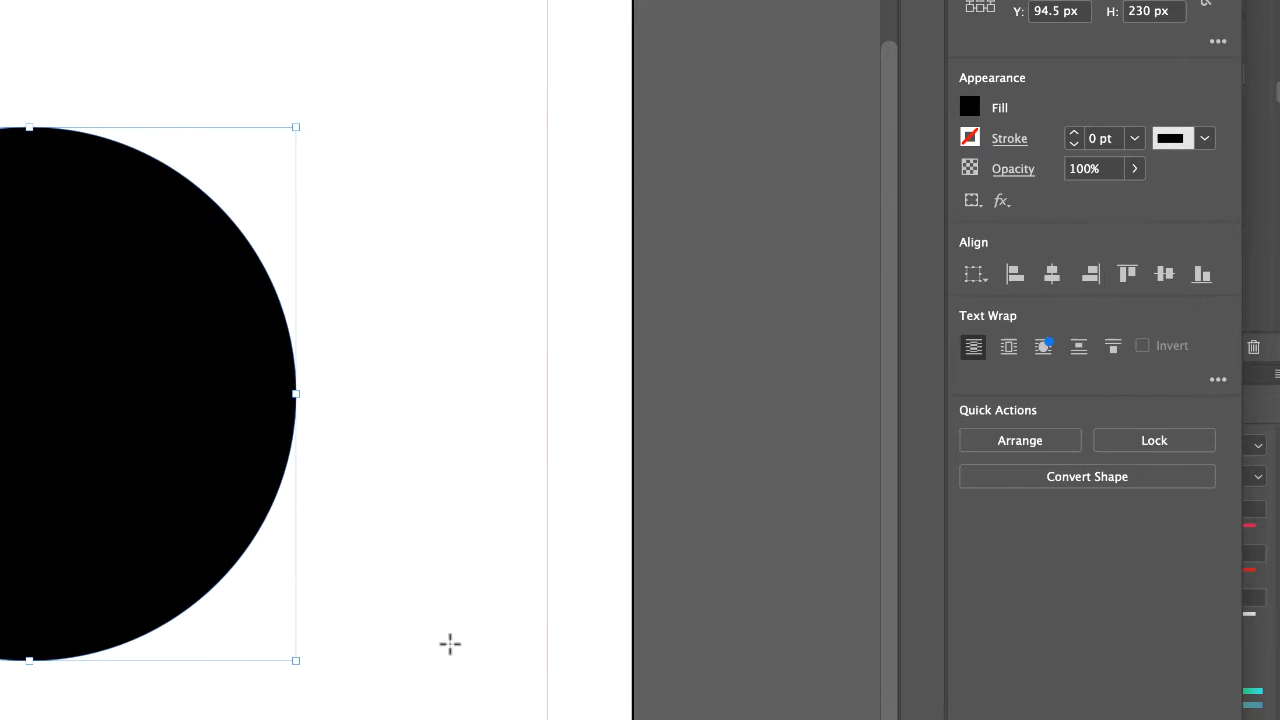 Y: 94.5 px H: 230 px
Appearance
Fill
Stroke 0 pt
Opacity 100%
fx
Align
Text Wrap
Invert
Quick Actions
Arrange Lock
Convert Shape